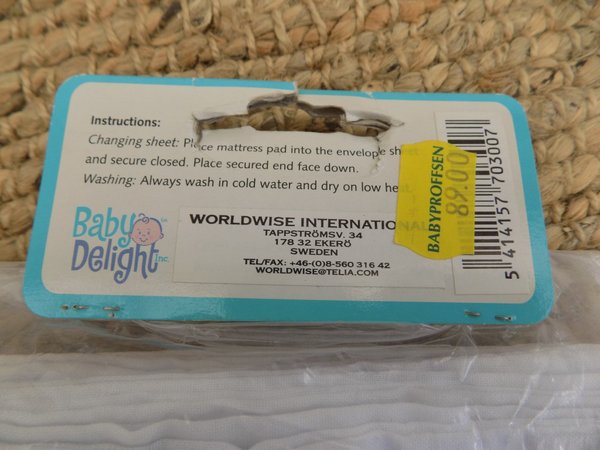 Instructions:
Changing sheet: Place mattress pad into the envelope sheet
and secure closed. Place secured end face down.
Washing: Always wash in cold water and dry on low heat.
Baby
Delight Inc.
WORLDWISE INTERNATIONAL
TAPPSTRÖMSV. 34
178 32 EKERÖ
SWEDEN
TEL/FAX: +46-(0)8-560 316 42
WORLDWISE@TELIA.COM
BABYPROFFSEN
89.00
5 414157 703007